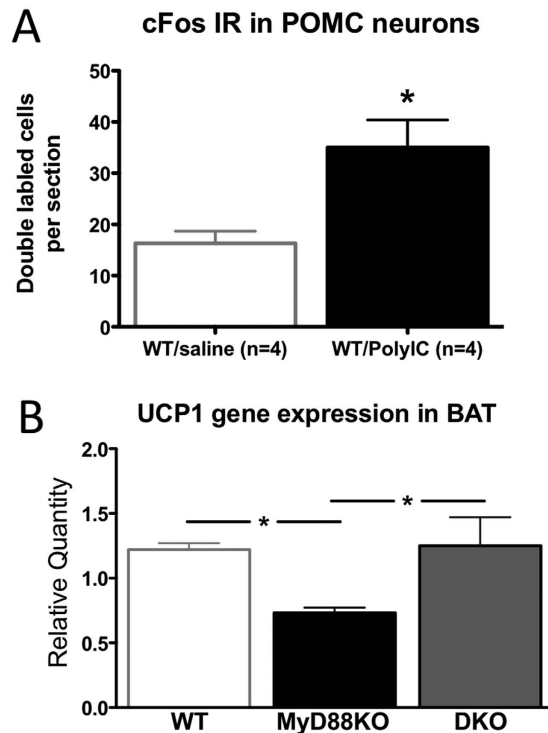 A
cFos IR in POMC neurons
Double labled cells
per section
50
40
30
20
10
0
*
WT/saline (n=4)
WT/PolyIC (n=4)
B
UCP1 gene expression in BAT
Relative Quantity
2.0
1.5
1.0
0.5
0.0
*
*
WT
MyD88KO
DKO